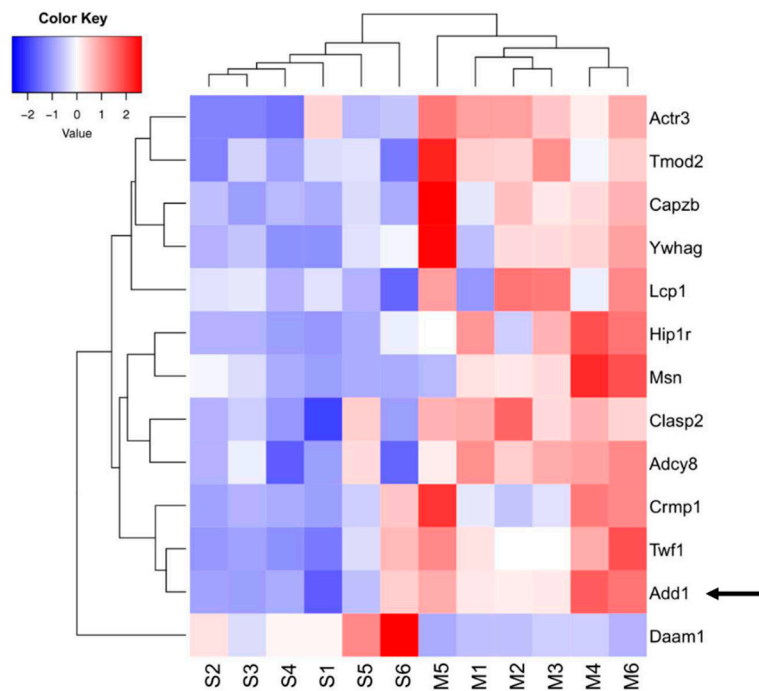 Color Key
−2 −1 0 1 2
Value
Actr3
Tmod2
Capzb
Ywhag
Lcp1
Hip1r
Msn
Clasp2
Adcy8
Crmp1
Twf1
Add1
Daam1
S2 S3 S4 S1 S5 S6 M5 M1 M2 M3 M4 M6